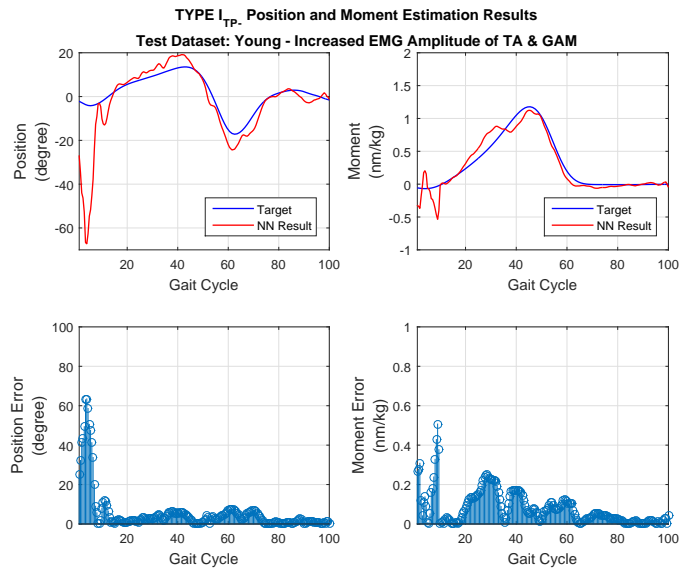 TYPE I_TP- Position and Moment Estimation Results
Test Dataset: Young - Increased EMG Amplitude of TA & GAM
20
0
-20
-40
-60
Position
(degree)
Target
NN Result
20 40 60 80 100
Gait Cycle
2
1.5
1
0.5
0
-0.5
-1
Moment
(nm/kg)
Target
NN Result
20 40 60 80 100
Gait Cycle
100
80
60
40
20
0
Position Error
(degree)
20 40 60 80 100
Gait Cycle
1
0.8
0.6
0.4
0.2
0
Moment Error
(nm/kg)
20 40 60 80 100
Gait Cycle